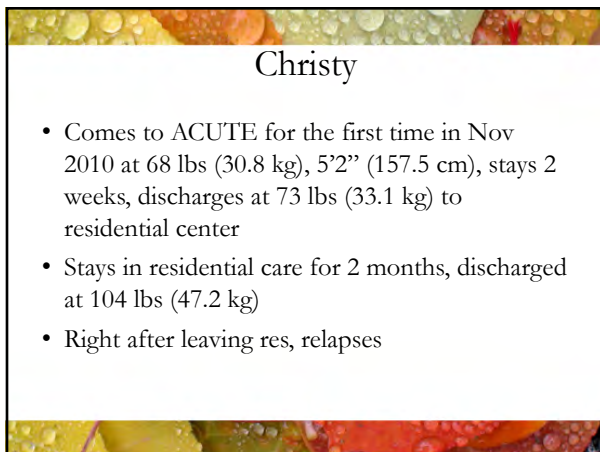 Christy
• Comes to ACUTE for the first time in Nov
2010 at 68 lbs (30.8 kg), 5’2” (157.5 cm), stays 2
weeks, discharges at 73 lbs (33.1 kg) to
residential center
• Stays in residential care for 2 months, discharged
at 104 lbs (47.2 kg)
• Right after leaving res, relapses